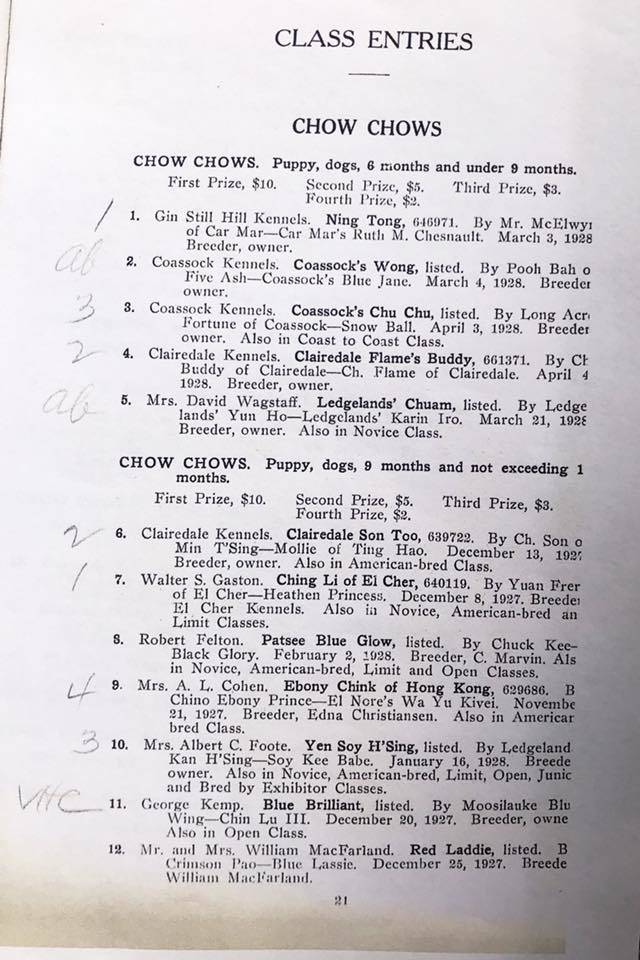 CLASS ENTRIES
CHOW CHOWS
CHOW CHOWS. Puppy, dogs, 6 months and under 9 months.
First Prize, $10. Second Prize, $5. Third Prize, $3.
Fourth Prize, $2.
1 1. Gin Still Hill Kennels. Ning Tong, 646971. By Mr. McElwyn
of Car Mar—Car Mar's Ruth M. Chesnault. March 3, 1928
Breeder, owner.
ab 2. Coassock Kennels. Coassock's Wong, listed. By Pooh Bah o
Five Ash—Coassock's Blue Jane. March 4, 1928. Breeder
owner.
3 3. Coassock Kennels. Coassock's Chu Chu, listed. By Long Acr
Fortune of Coassock—Snow Ball. April 3, 1928. Breeder
owner. Also in Coast to Coast Class.
2 4. Clairedale Kennels. Clairedale Flame's Buddy, 661371. By Ch
Buddy of Clairedale—Ch. Flame of Clairedale. April 4
1928. Breeder, owner.
ab 5. Mrs. David Wagstaff. Ledgelands' Chuam, listed. By Ledge
lands' Yun Ho—Ledgelands' Karin Iro. March 21, 1928
Breeder, owner. Also in Novice Class.
CHOW CHOWS. Puppy, dogs, 9 months and not exceeding 1
months.
First Prize, $10. Second Prize, $5. Third Prize, $3.
Fourth Prize, $2.
2 6. Clairedale Kennels. Clairedale Son Too, 639722. By Ch. Son o
Min T'Sing—Mollie of Ting Hao. December 13, 1927
Breeder, owner. Also in American-bred Class.
1 7. Walter S. Gaston. Ching Li of El Cher, 640119. By Yuan Frer
of El Cher—Heathen Princess. December 8, 1927. Breeder
El Cher Kennels. Also in Novice, American-bred an
Limit Classes.
8. Robert Felton. Patsee Blue Glow, listed. By Chuck Kee—
Black Glory. February 2, 1928. Breeder, C. Marvin. Als
in Novice, American-bred, Limit and Open Classes.
4 9. Mrs. A. L. Cohen. Ebony Chink of Hong Kong, 629686. B
Chino Ebony Prince—El Nore's Wa Yu Kivei. Novembe
21, 1927. Breeder, Edna Christiansen. Also in American
bred Class.
3 10. Mrs. Albert C. Foote. Yen Soy H'Sing, listed. By Ledgeland
Kan H'Sing—Soy Kee Babe. January 16, 1928. Breede
owner. Also in Novice, American-bred, Limit, Open, Junio
and Bred by Exhibitor Classes.
VHC 11. George Kemp. Blue Brilliant, listed. By Moosilauke Blu
Wing—Chin Lu III. December 20, 1927. Breeder, owne
Also in Open Class.
12. Mr. and Mrs. William MacFarland. Red Laddie, listed. B
Crimson Pao—Blue Lassie. December 25, 1927. Breede
William MacFarland.
21